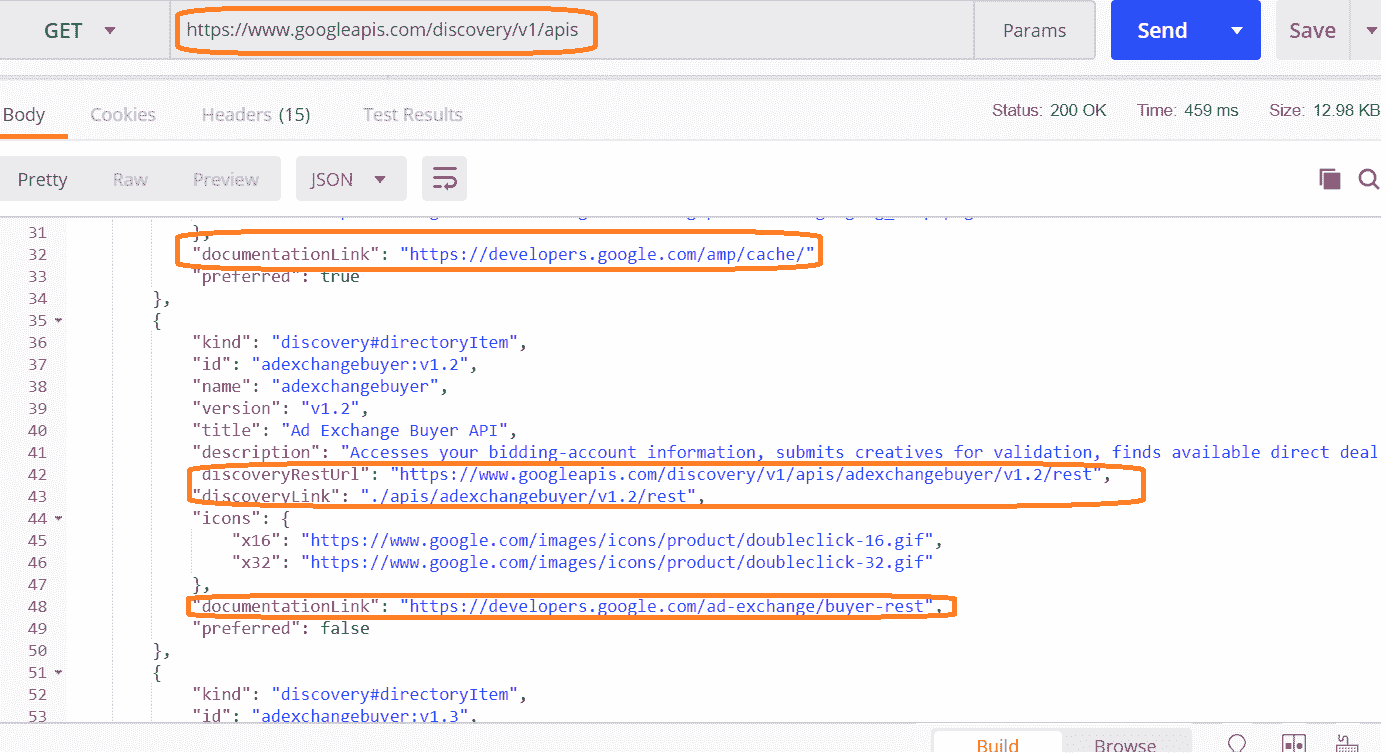 GET https://www.googleapis.com/discovery/v1/apis Params Send Save
Body Cookies Headers (15) Test Results Status: 200 OK Time: 459 ms Size: 12.98 KB
Pretty Raw Preview JSON
31 },
32 "documentationLink": "https://developers.google.com/amp/cache/"
33 "preferred": true
34 },
35 {
36 "kind": "discovery#directoryItem",
37 "id": "adexchangebuyer:v1.2",
38 "name": "adexchangebuyer",
39 "version": "v1.2",
40 "title": "Ad Exchange Buyer API",
41 "description": "Accesses your bidding-account information, submits creatives for validation, finds available direct deal
42 "discoveryRestUrl": "https://www.googleapis.com/discovery/v1/apis/adexchangebuyer/v1.2/rest",
43 "discoveryLink": "./apis/adexchangebuyer/v1.2/rest",
44 "icons": {
45 "x16": "https://www.google.com/images/icons/product/doubleclick-16.gif",
46 "x32": "https://www.google.com/images/icons/product/doubleclick-32.gif"
47 },
48 "documentationLink": "https://developers.google.com/ad-exchange/buyer-rest",
49 "preferred": false
50 },
51 {
52 "kind": "discovery#directoryItem",
53 "id": "adexchangebuyer:v1.3",
Build Browse